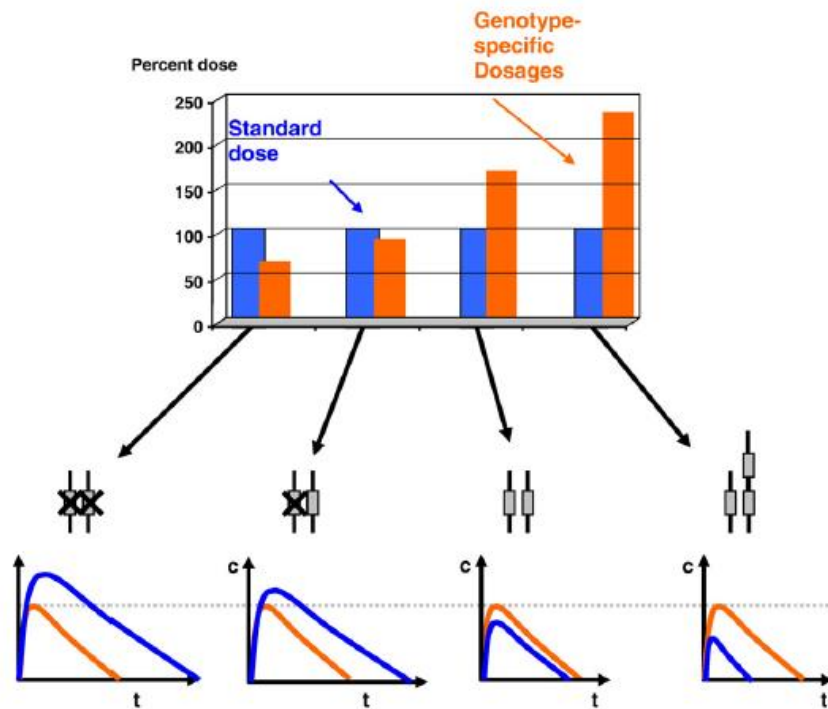 Genotype-
specific
Dosages
Percent dose
Standard
dose
250
200
150
100
50
0
c
c
c
t
t
t
t